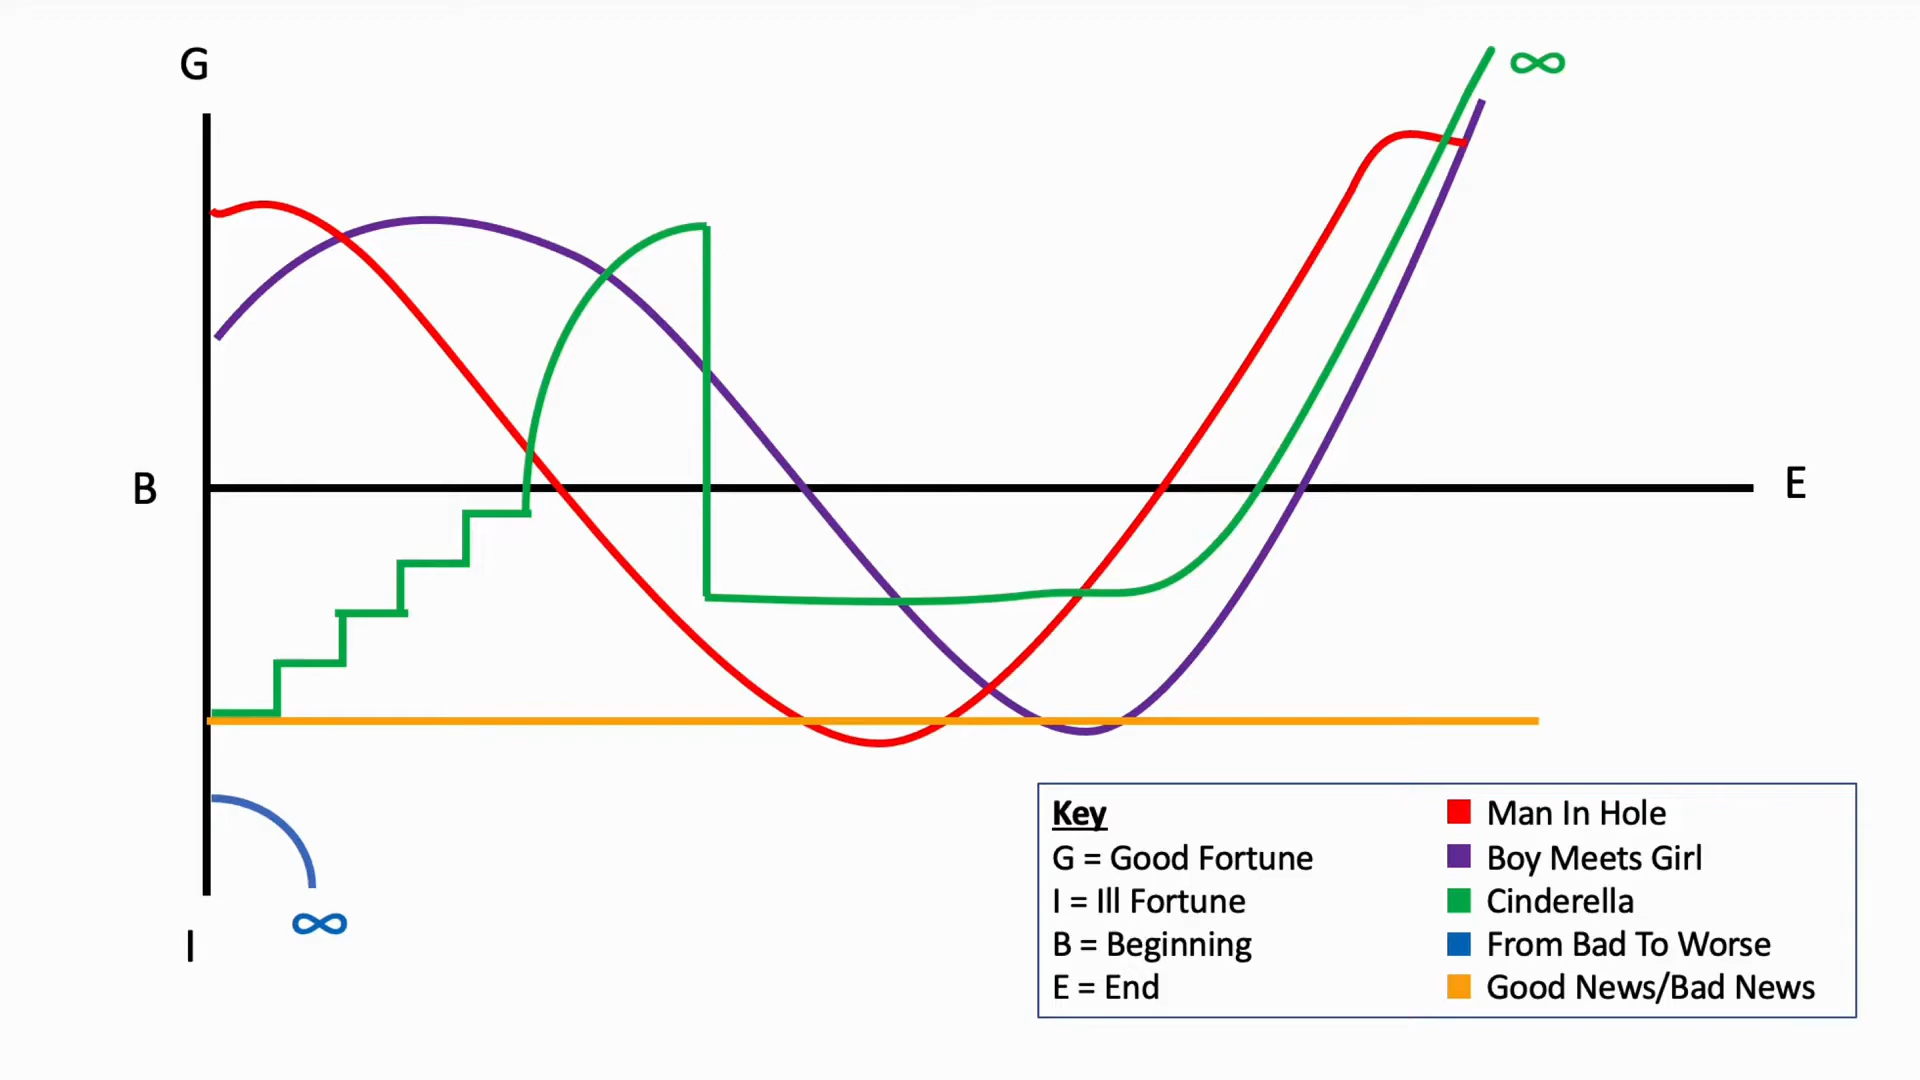 G
∞
B
E
I
∞
Key
G = Good Fortune
I = Ill Fortune
B = Beginning
E = End
Man In Hole
Boy Meets Girl
Cinderella
From Bad To Worse
Good News/Bad News